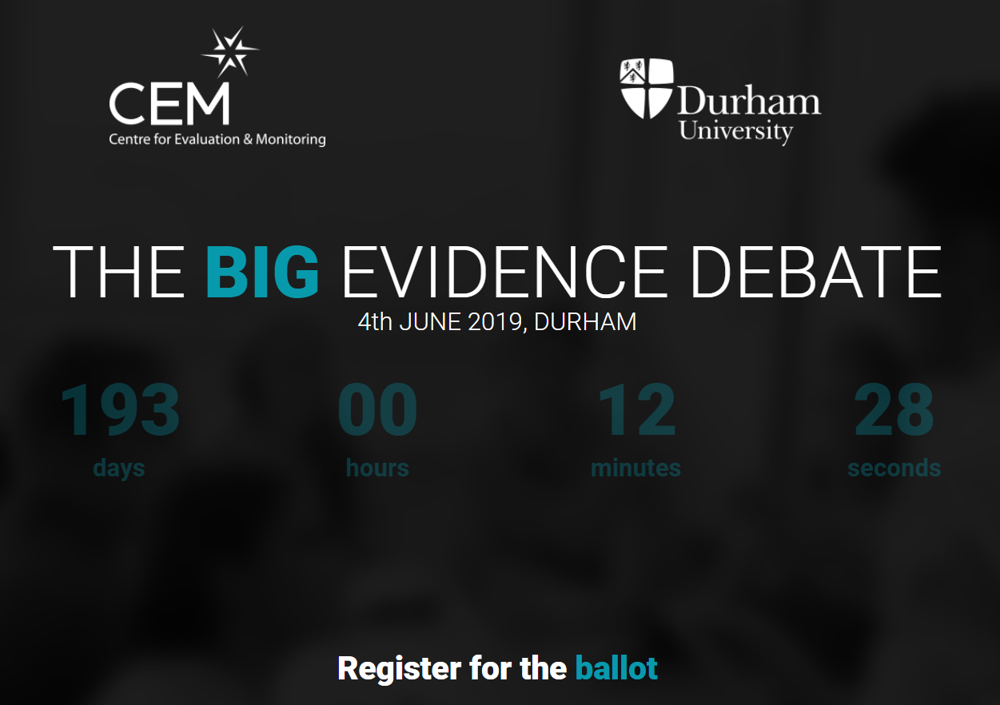 CEM
Centre for Evaluation & Monitoring
Durham
University
THE BIG EVIDENCE DEBATE
4th JUNE 2019, DURHAM
193 00 12 28
days hours minutes seconds
Register for the ballot